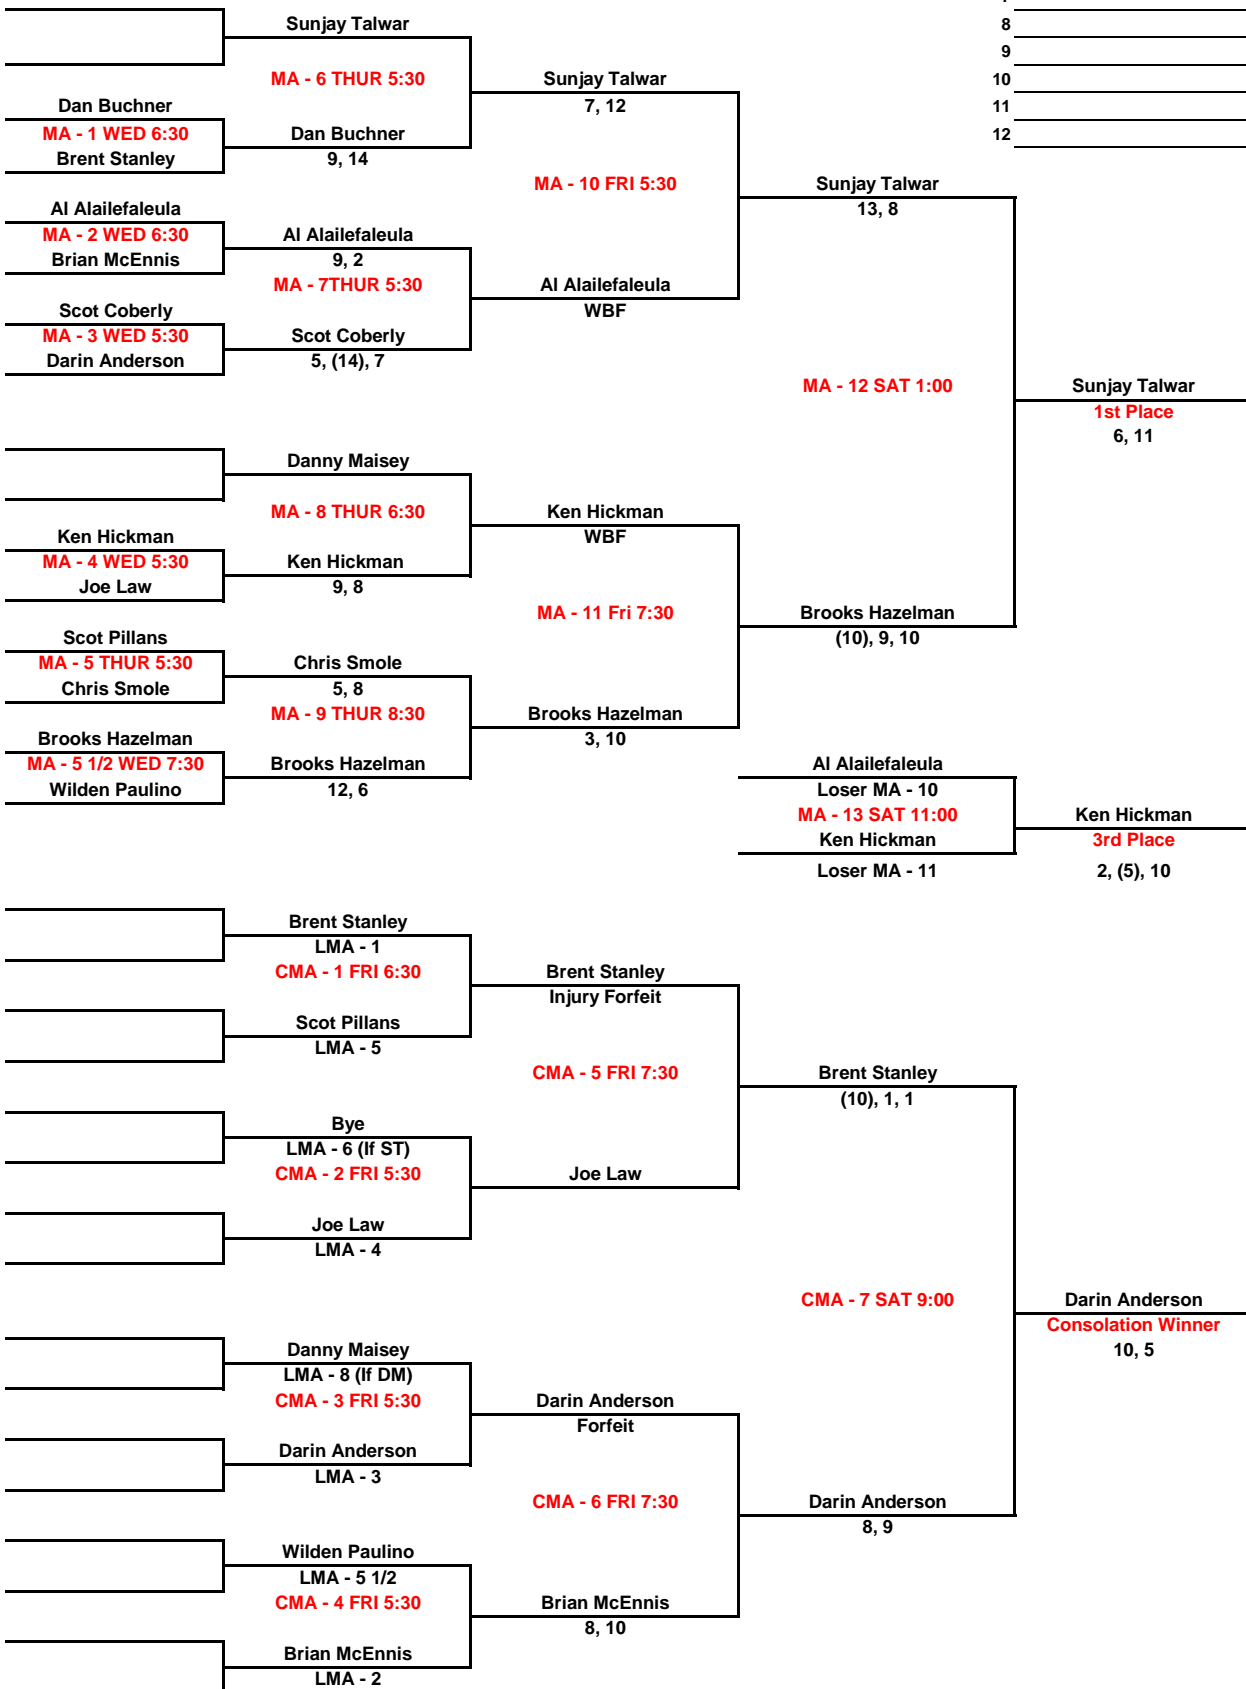 Sunjay Talwar
8
9
MA - 6 THUR 5:30
Sunjay Talwar
10
Dan Buchner
7, 12
11
MA - 1 WED 6:30
Dan Buchner
12
Brent Stanley
9, 14
MA - 10 FRI 5:30
Sunjay Talwar
Al Alailefaleula
13, 8
MA - 2 WED 6:30
Al Alailefaleula
Brian McEnnis
9, 2
MA - 7THUR 5:30
Al Alailefaleula
Scot Coberly
WBF
MA - 3 WED 5:30
Scot Coberly
Darin Anderson
5, (14), 7
MA - 12 SAT 1:00
Sunjay Talwar
1st Place
6, 11
Danny Maisey
MA - 8 THUR 6:30
Ken Hickman
Ken Hickman
WBF
MA - 4 WED 5:30
Ken Hickman
Joe Law
9, 8
MA - 11 Fri 7:30
Brooks Hazelman
Scot Pillans
(10), 9, 10
MA - 5 THUR 5:30
Chris Smole
Chris Smole
5, 8
MA - 9 THUR 8:30
Brooks Hazelman
Brooks Hazelman
3, 10
MA - 5 1/2 WED 7:30
Brooks Hazelman
Al Alailefaleula
Wilden Paulino
12, 6
Loser MA - 10
MA - 13 SAT 11:00
Ken Hickman
Ken Hickman
3rd Place
Loser MA - 11
2, (5), 10
Brent Stanley
LMA - 1
CMA - 1 FRI 6:30
Brent Stanley
Injury Forfeit
Scot Pillans
LMA - 5
CMA - 5 FRI 7:30
Brent Stanley
(10), 1, 1
Bye
LMA - 6 (If ST)
CMA - 2 FRI 5:30
Joe Law
Joe Law
LMA - 4
CMA - 7 SAT 9:00
Darin Anderson
Consolation Winner
10, 5
Danny Maisey
LMA - 8 (If DM)
CMA - 3 FRI 5:30
Darin Anderson
Forfeit
Darin Anderson
LMA - 3
CMA - 6 FRI 7:30
Darin Anderson
8, 9
Wilden Paulino
LMA - 5 1/2
CMA - 4 FRI 5:30
Brian McEnnis
8, 10
Brian McEnnis
LMA - 2